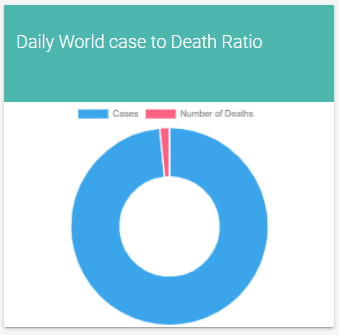 Daily World case to Death Ratio
Cases Number of Deaths